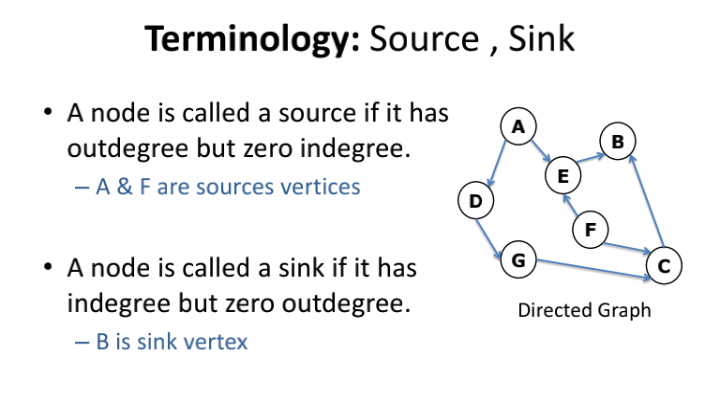 Terminology: Source , Sink
• A node is called a source if it has
outdegree but zero indegree.
– A & F are sources vertices
• A node is called a sink if it has
indegree but zero outdegree.
– B is sink vertex
A
B
E
D
F
G
C
Directed Graph